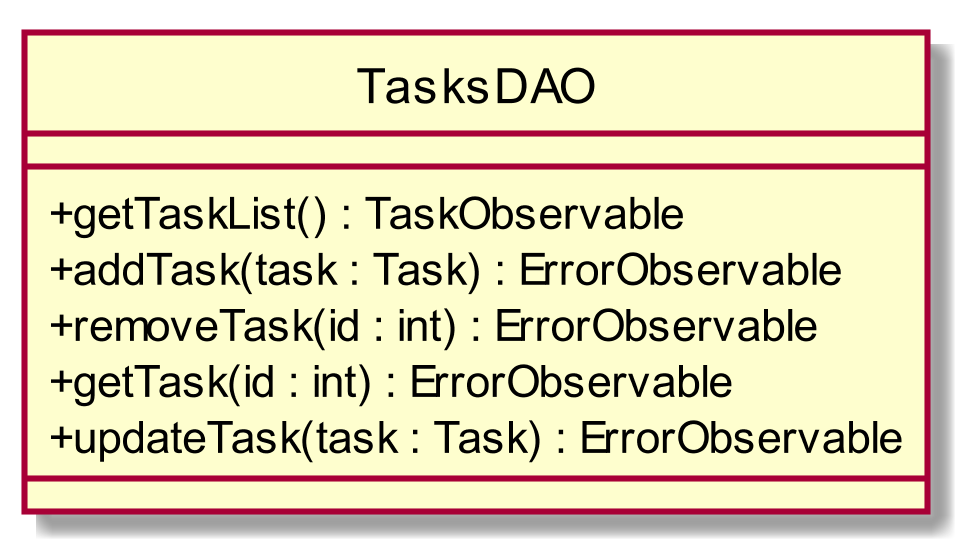 TasksDAO
+getTaskList() : TaskObservable
+addTask(task : Task) : ErrorObservable
+removeTask(id : int) : ErrorObservable
+getTask(id : int) : ErrorObservable
+updateTask(task : Task) : ErrorObservable